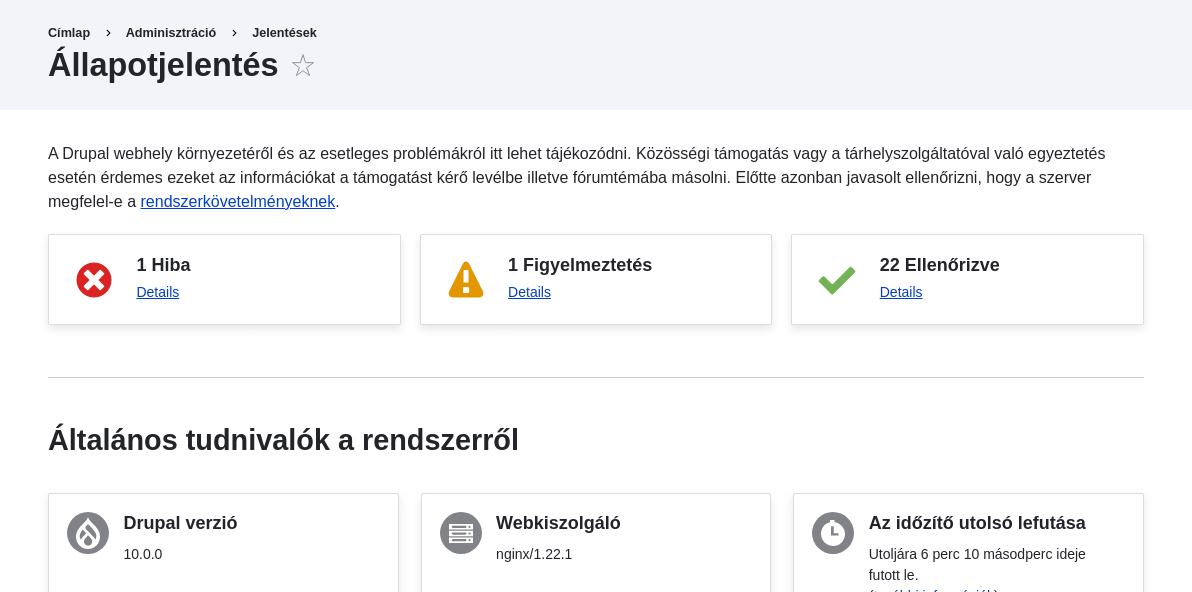 Címlap > Adminisztráció > Jelentések
Állapotjelentés ☆
A Drupal webhely környezetéről és az esetleges problémákról itt lehet tájékozódni. Közösségi támogatás vagy a tárhelyszolgáltatóval való egyeztetés
esetén érdemes ezeket az információkat a támogatást kérő levélbe illetve fórumtémába másolni. Előtte azonban javasolt ellenőrizni, hogy a szerver
megfelel-e a rendszerkövetelményeknek.
1 Hiba
Details
1 Figyelmeztetés
Details
22 Ellenőrizve
Details
Általános tudnivalók a rendszerről
Drupal verzió
10.0.0
Webkiszolgáló
nginx/1.22.1
Az időzítő utolsó lefutása
Utoljára 6 perc 10 másodperc ideje
futott le.